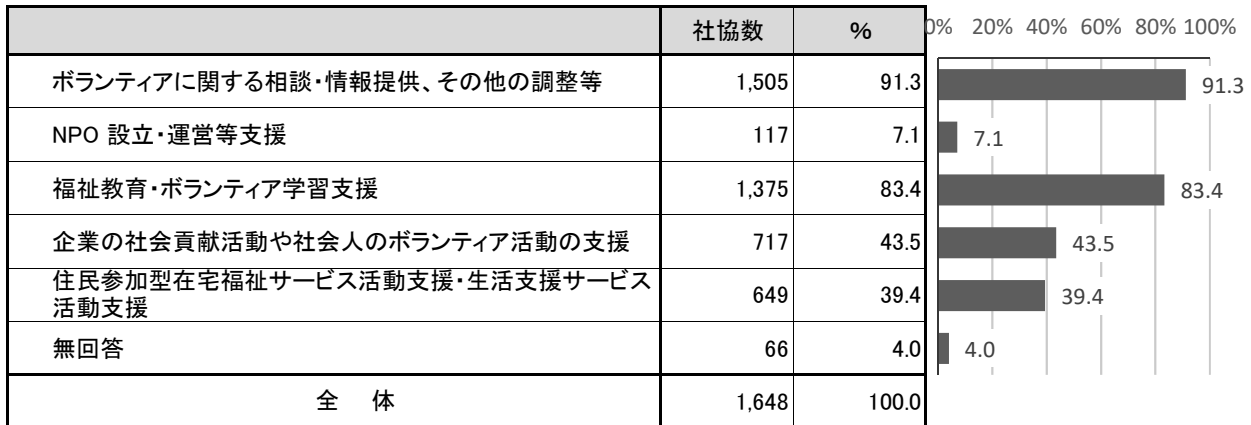 社協数 % 0% 20% 40% 60% 80% 100%
ボランティアに関する相談・情報提供、その他の調整等 1,505 91.3 91.3
NPO 設立・運営等支援 117 7.1 7.1
福祉教育・ボランティア学習支援 1,375 83.4 83.4
企業の社会貢献活動や社会人のボランティア活動の支援 717 43.5 43.5
住民参加型在宅福祉サービス活動支援・生活支援サービス
活動支援 649 39.4 39.4
無回答 66 4.0 4.0
全 体 1,648 100.0